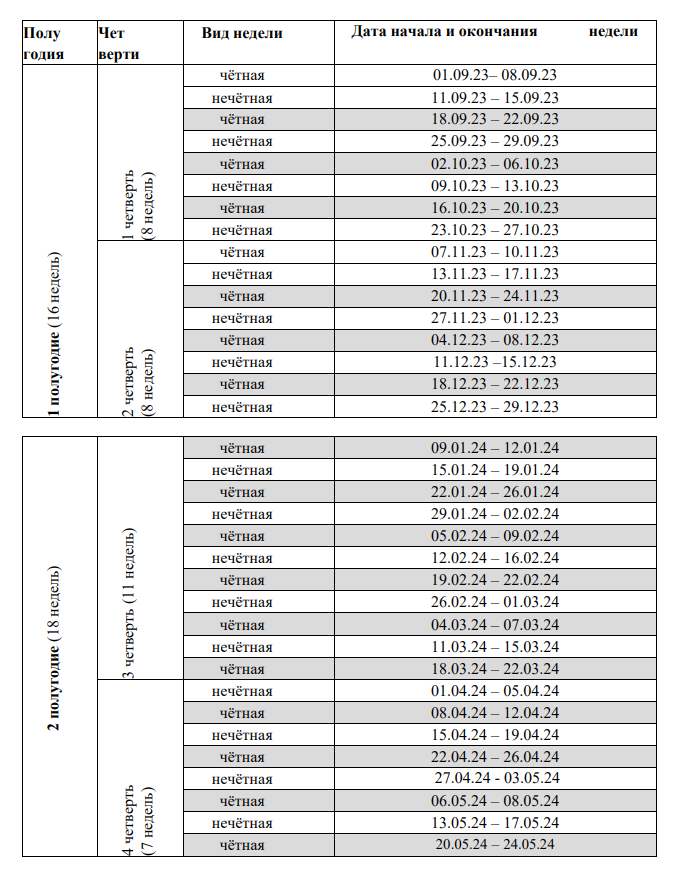 Полу годия Чет верти Вид недели Дата начала и окончания недели
1 полугодие (16 недель)
1 четверть (8 недель)
чётная 01.09.23– 08.09.23
нечётная 11.09.23 – 15.09.23
чётная 18.09.23 – 22.09.23
нечётная 25.09.23 – 29.09.23
чётная 02.10.23 – 06.10.23
нечётная 09.10.23 – 13.10.23
чётная 16.10.23 – 20.10.23
нечётная 23.10.23 – 27.10.23
2 четверть (8 недель)
чётная 07.11.23 – 10.11.23
нечётная 13.11.23 – 17.11.23
чётная 20.11.23 – 24.11.23
нечётная 27.11.23 – 01.12.23
чётная 04.12.23 – 08.12.23
нечётная 11.12.23 –15.12.23
чётная 18.12.23 – 22.12.23
нечётная 25.12.23 – 29.12.23
2 полугодие (18 недель)
3 четверть (11 недель)
чётная 09.01.24 – 12.01.24
нечётная 15.01.24 – 19.01.24
чётная 22.01.24 – 26.01.24
нечётная 29.01.24 – 02.02.24
чётная 05.02.24 – 09.02.24
нечётная 12.02.24 – 16.02.24
чётная 19.02.24 – 22.02.24
нечётная 26.02.24 – 01.03.24
чётная 04.03.24 – 07.03.24
нечётная 11.03.24 – 15.03.24
чётная 18.03.24 – 22.03.24
4 четверть (7 недель)
нечётная 01.04.24 – 05.04.24
чётная 08.04.24 – 12.04.24
нечётная 15.04.24 – 19.04.24
чётная 22.04.24 – 26.04.24
нечётная 27.04.24 - 03.05.24
чётная 06.05.24 – 08.05.24
нечётная 13.05.24 – 17.05.24
чётная 20.05.24 – 24.05.24